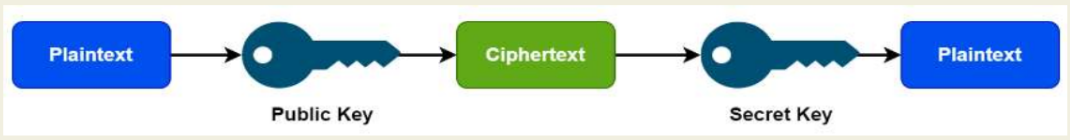 Plaintext
Ciphertext
Plaintext
Public Key
Secret Key